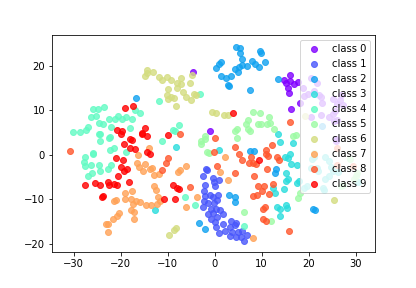 class 0
class 1
class 2
class 3
class 4
class 5
class 6
class 7
class 8
class 9
20
10
0
−10
−20
−30
−20
−10
0
10
20
30